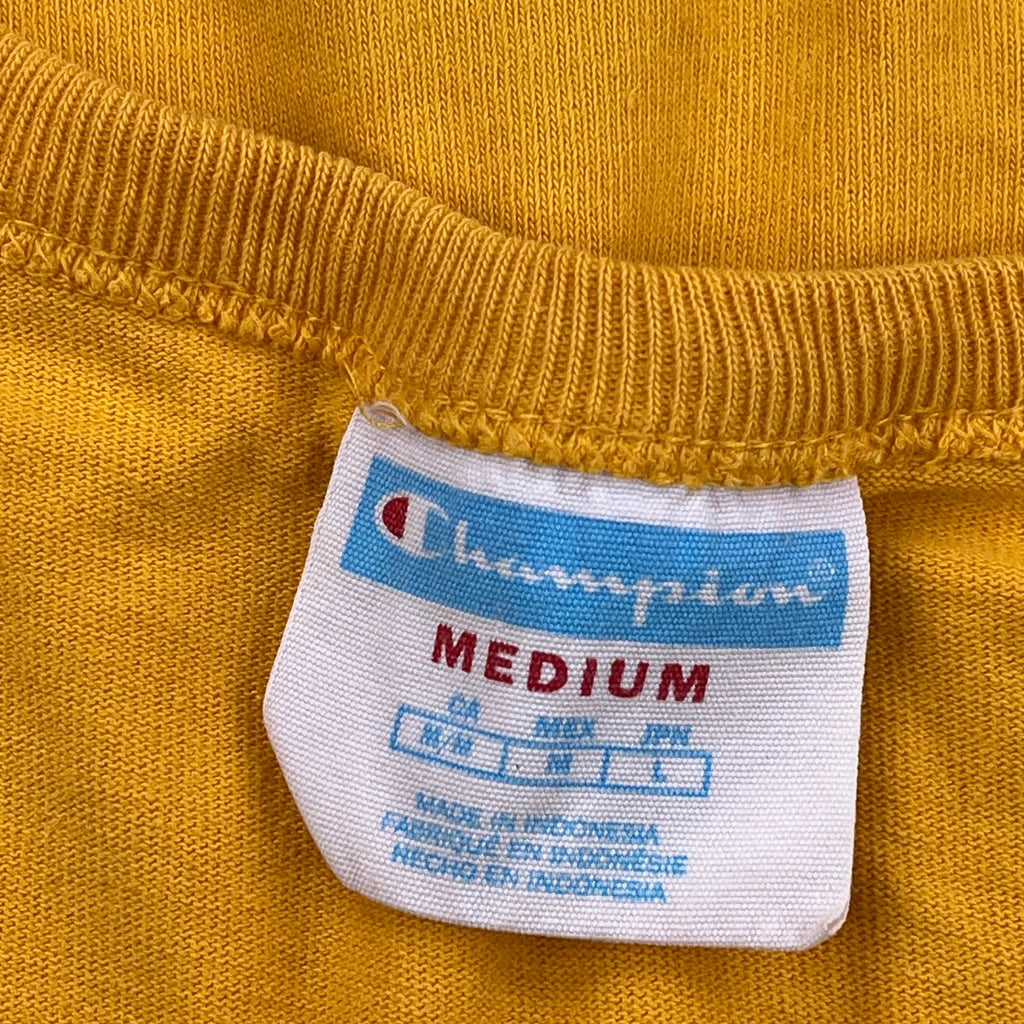 Champion®
MEDIUM
CA MEX JPN
M/M M L
MADE IN INDONESIA
FABRIQUÉ EN INDONÉSIE
HECHO EN INDONESIA